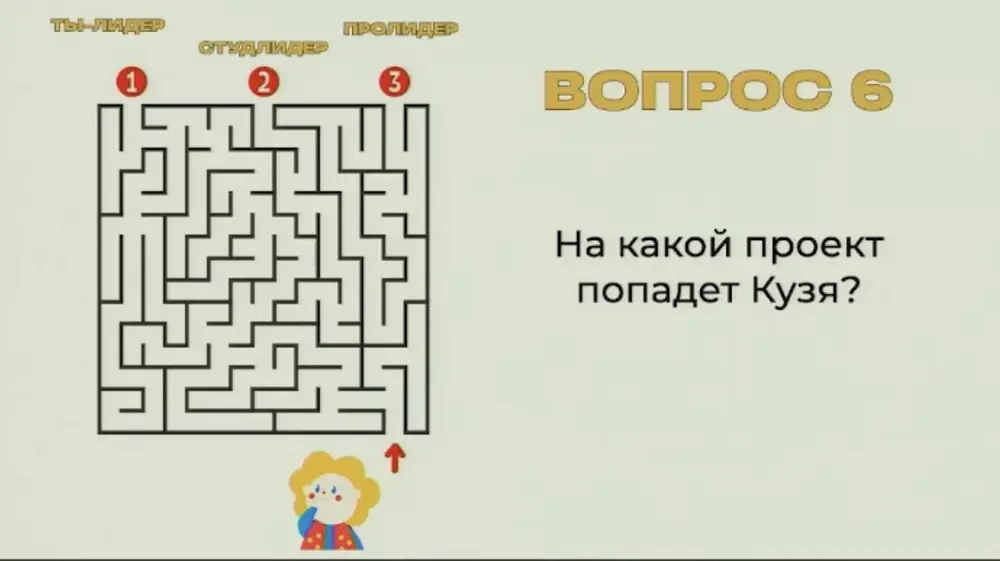 ТЫ-ЛИДЕР
СТУДЛИДЕР
ПРОЛИДЕР
1
2
3
ВОПРОС 6
На какой проект
попадет Кузя?